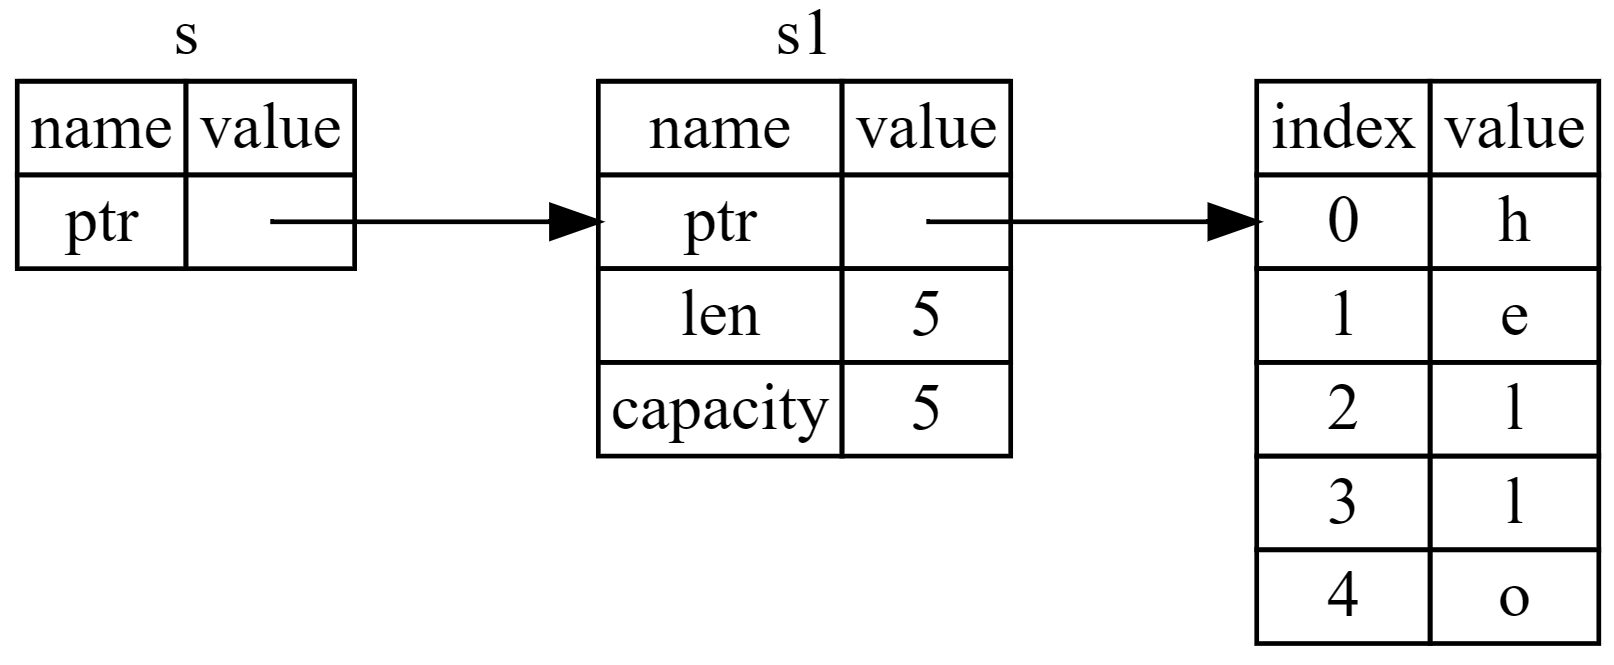 s
name value
ptr
s1
name value
ptr
len 5
capacity 5
index value
0 h
1 e
2 l
3 l
4 o